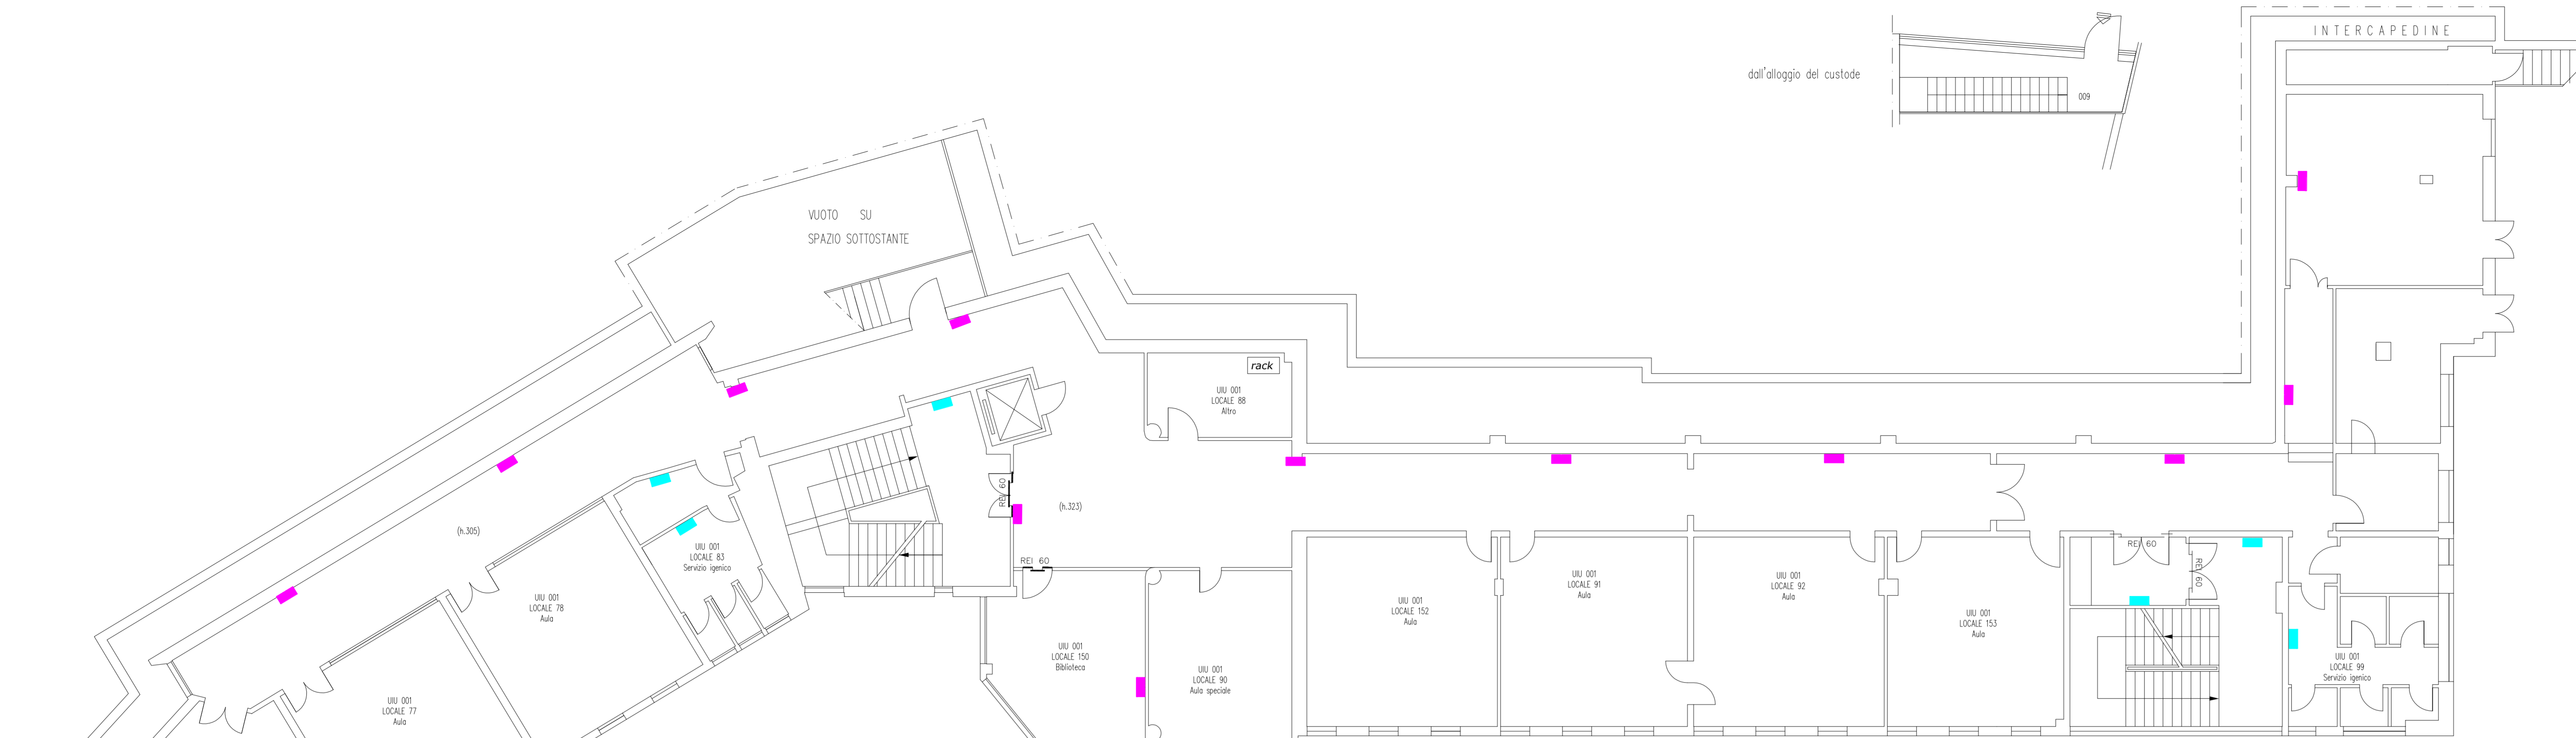 INTERCAPEDINE
dall'alloggio del custode
009
VUOTO SU
SPAZIO SOTTOSTANTE
rack
UIU 001
LOCALE 88
Altro
REI 60
(h.323)
(h.305)
UIU 001
LOCALE 83
Servizio igenico
REI 60
REI 60
REI 60
UIU 001
LOCALE 78
Aula
UIU 001
LOCALE 152
Aula
UIU 001
LOCALE 91
Aula
UIU 001
LOCALE 92
Aula
UIU 001
LOCALE 153
Aula
UIU 001
LOCALE 150
Biblioteca
UIU 001
LOCALE 90
Aula speciale
UIU 001
LOCALE 99
Servizio igenico
UIU 001
LOCALE 77
Aula